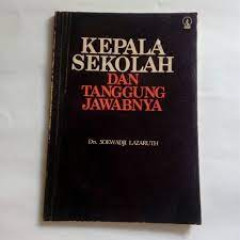 KEPALA
SEKOLAH
DAN
TANGGUNG
JAWABNYA
Drs. SOEWADJI LAZARUTH